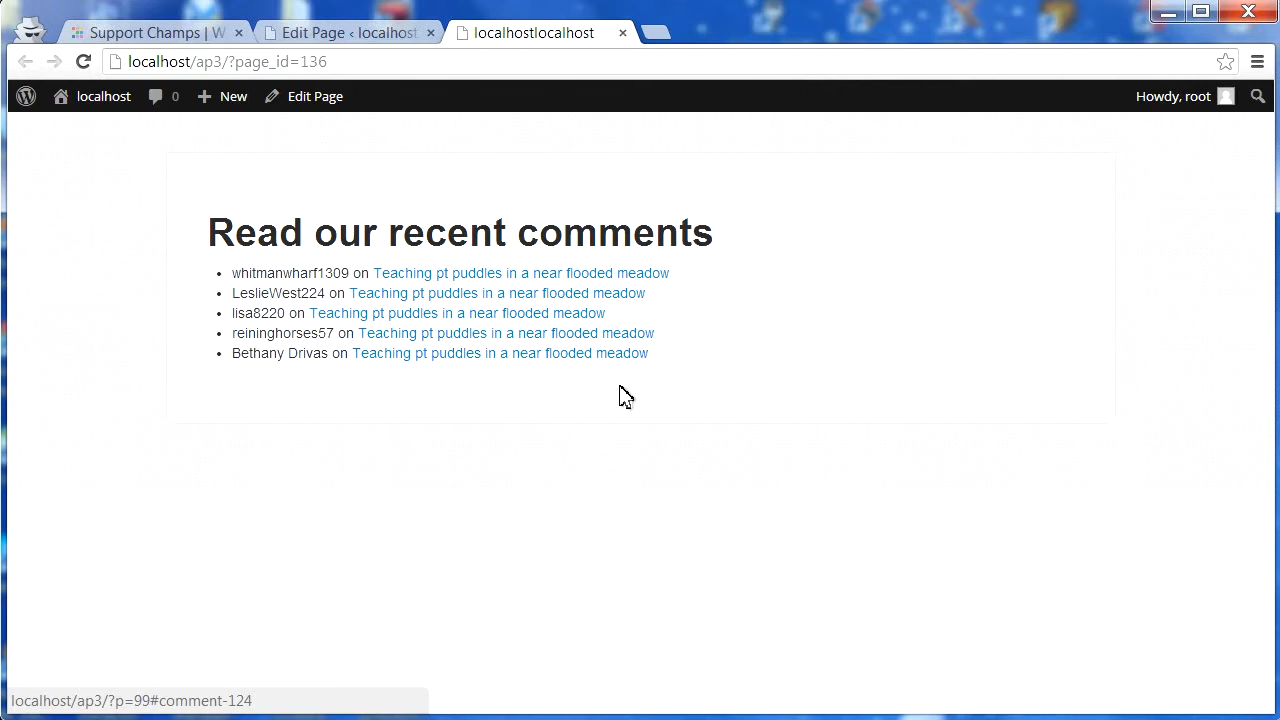 Support Champs | W
Edit Page ‹ localhost
localhostlocalhost
localhost/ap3/?page_id=136
localhost
0
New
Edit Page
Howdy, root
Read our recent comments
• whitmanwharf1309 on Teaching pt puddles in a near flooded meadow
• LeslieWest224 on Teaching pt puddles in a near flooded meadow
• lisa8220 on Teaching pt puddles in a near flooded meadow
• reininghorses57 on Teaching pt puddles in a near flooded meadow
• Bethany Drivas on Teaching pt puddles in a near flooded meadow
localhost/ap3/?p=99#comment-124